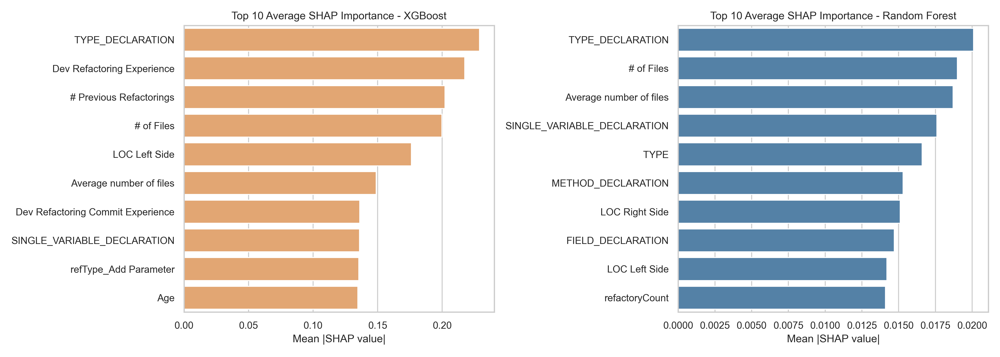 Top 10 Average SHAP Importance - XGBoost
TYPE_DECLARATION
Dev Refactoring Experience
# Previous Refactorings
# of Files
LOC Left Side
Average number of files
Dev Refactoring Commit Experience
SINGLE_VARIABLE_DECLARATION
refType_Add Parameter
Age
0.00 0.05 0.10 0.15 0.20
Mean |SHAP value|
Top 10 Average SHAP Importance - Random Forest
TYPE_DECLARATION
# of Files
Average number of files
SINGLE_VARIABLE_DECLARATION
TYPE
METHOD_DECLARATION
LOC Right Side
FIELD_DECLARATION
LOC Left Side
refactoryCount
0.0000 0.0025 0.0050 0.0075 0.0100 0.0125 0.0150 0.0175 0.0200
Mean |SHAP value|